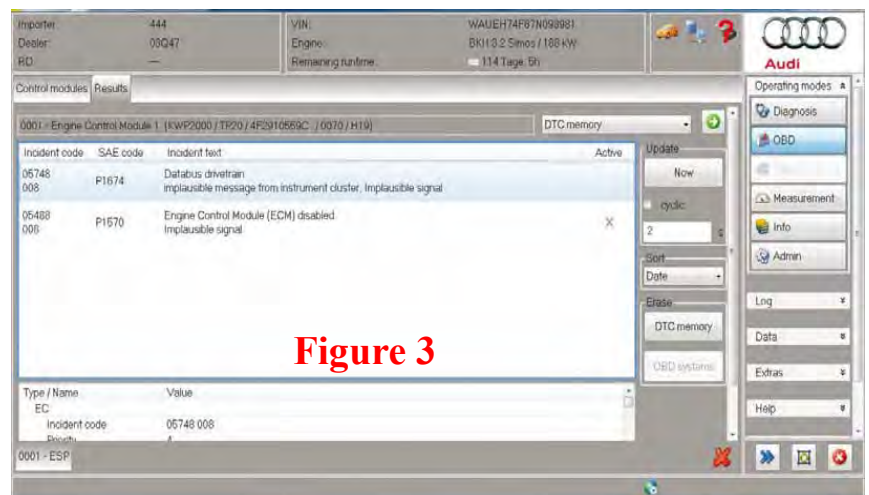 Importer: 444 VIN: WAUEH74F67N093981
Dealer: 03Q47 Engine: BKH 3.2 Simos / 188 kW
RD: — Remaining runtime: 114 Tage, 5h
Audi
Control modules Results
Operating modes
0001 - Engine Control Module 1 (KWP2000 / TP20 / 4F2910559C / 0070 / H19) DTC memory
Diagnosis
OBD
Measurement
Info
Admin
Log
Data
Extras
Help
Incident code SAE code Incident text Active
05748 008 P1674 Databus drivetrain
implausible message from instrument cluster, Implausible signal
05488 008 P1570 Engine Control Module (ECM) disabled X
Implausible signal
Update
Now
cyclic
2 s
Sort
Date
Erase
DTC memory
OBD systems
Figure 3
Type / Name Value
EC
Incident code 05748 008
Priority 4
0001 - ESP